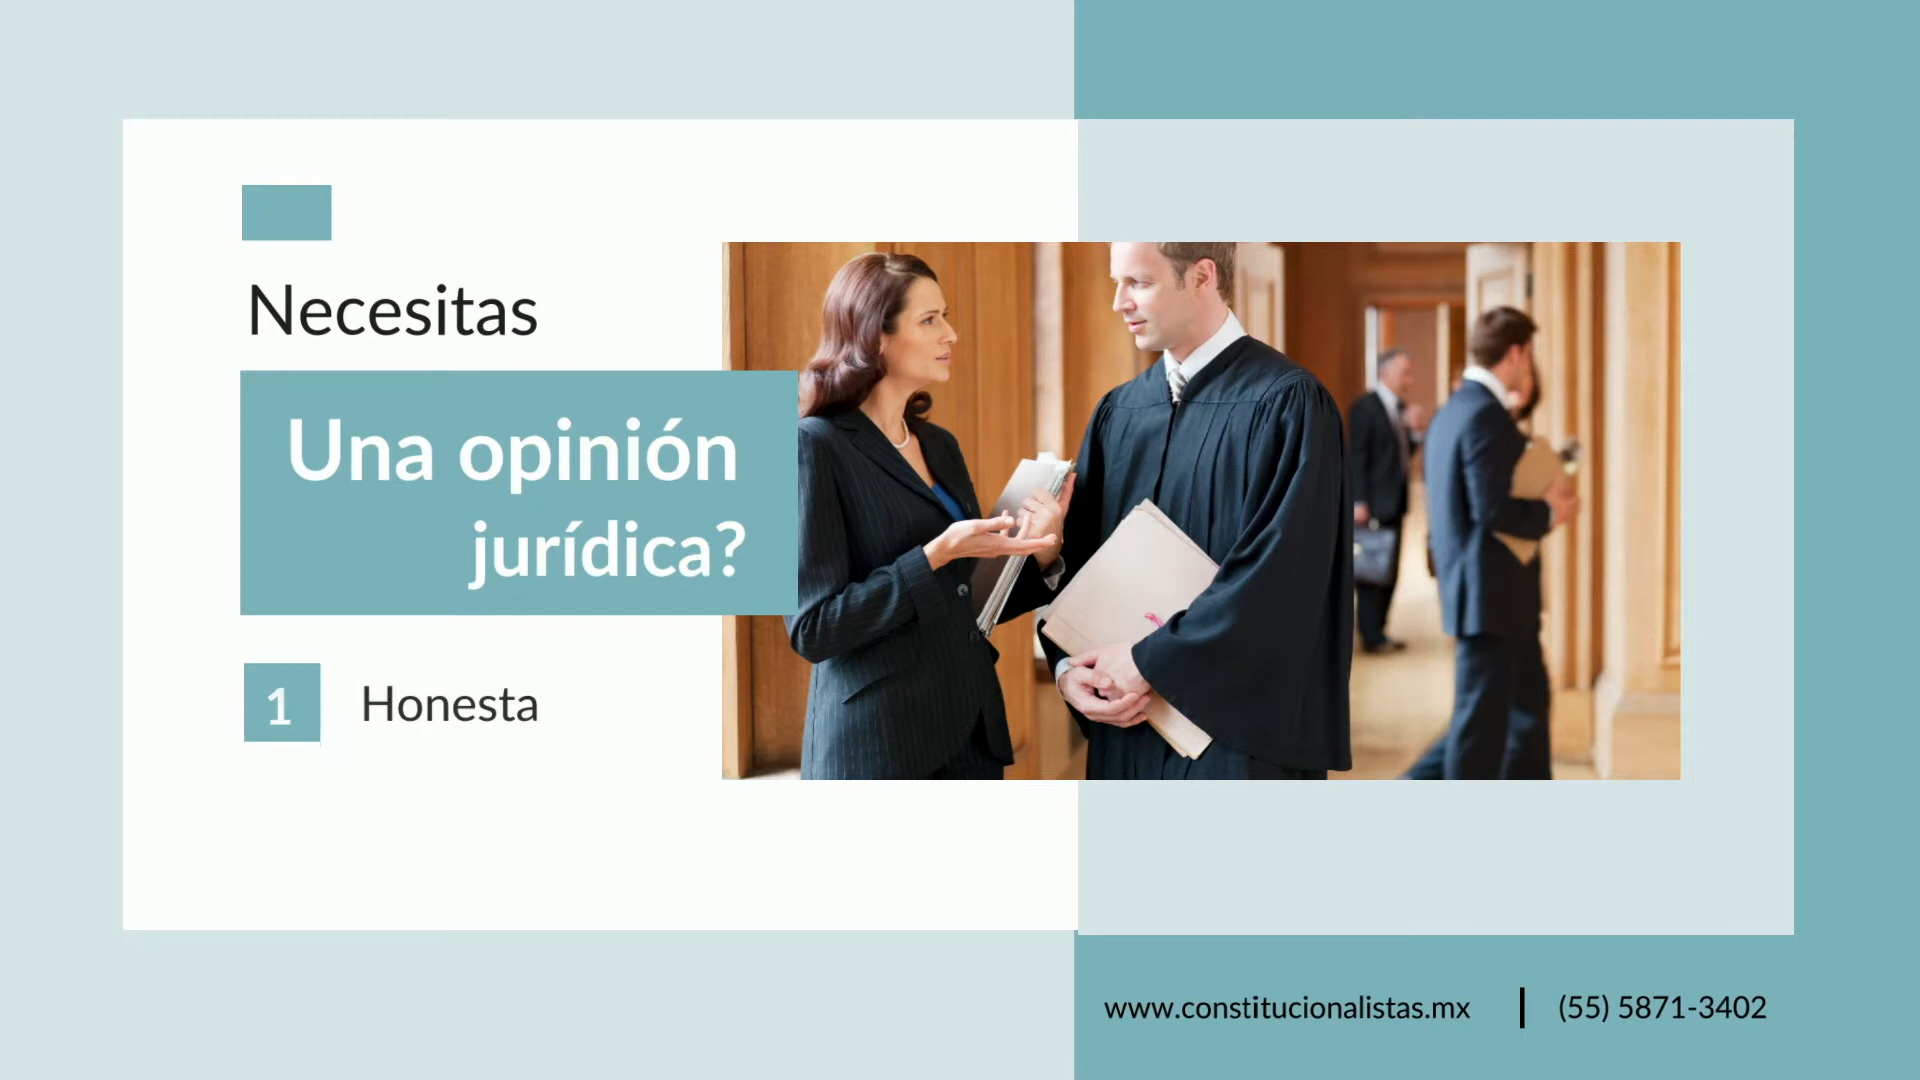 Necesitas
Una opinión
jurídica?
1 Honesta
www.constitucionalistas.mx | (55) 5871-3402